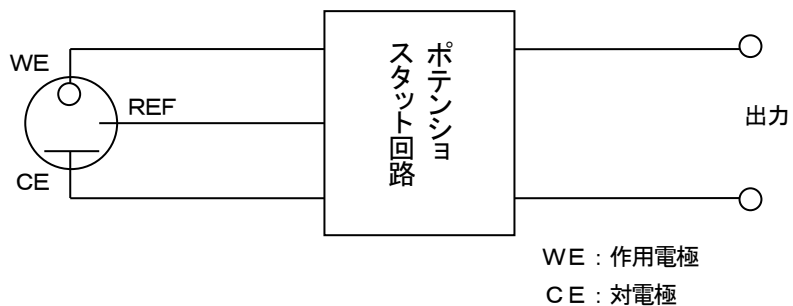 WE
REF
CE
ポテンショ
スタット回路
出力
WE：作用電極
CE：対電極